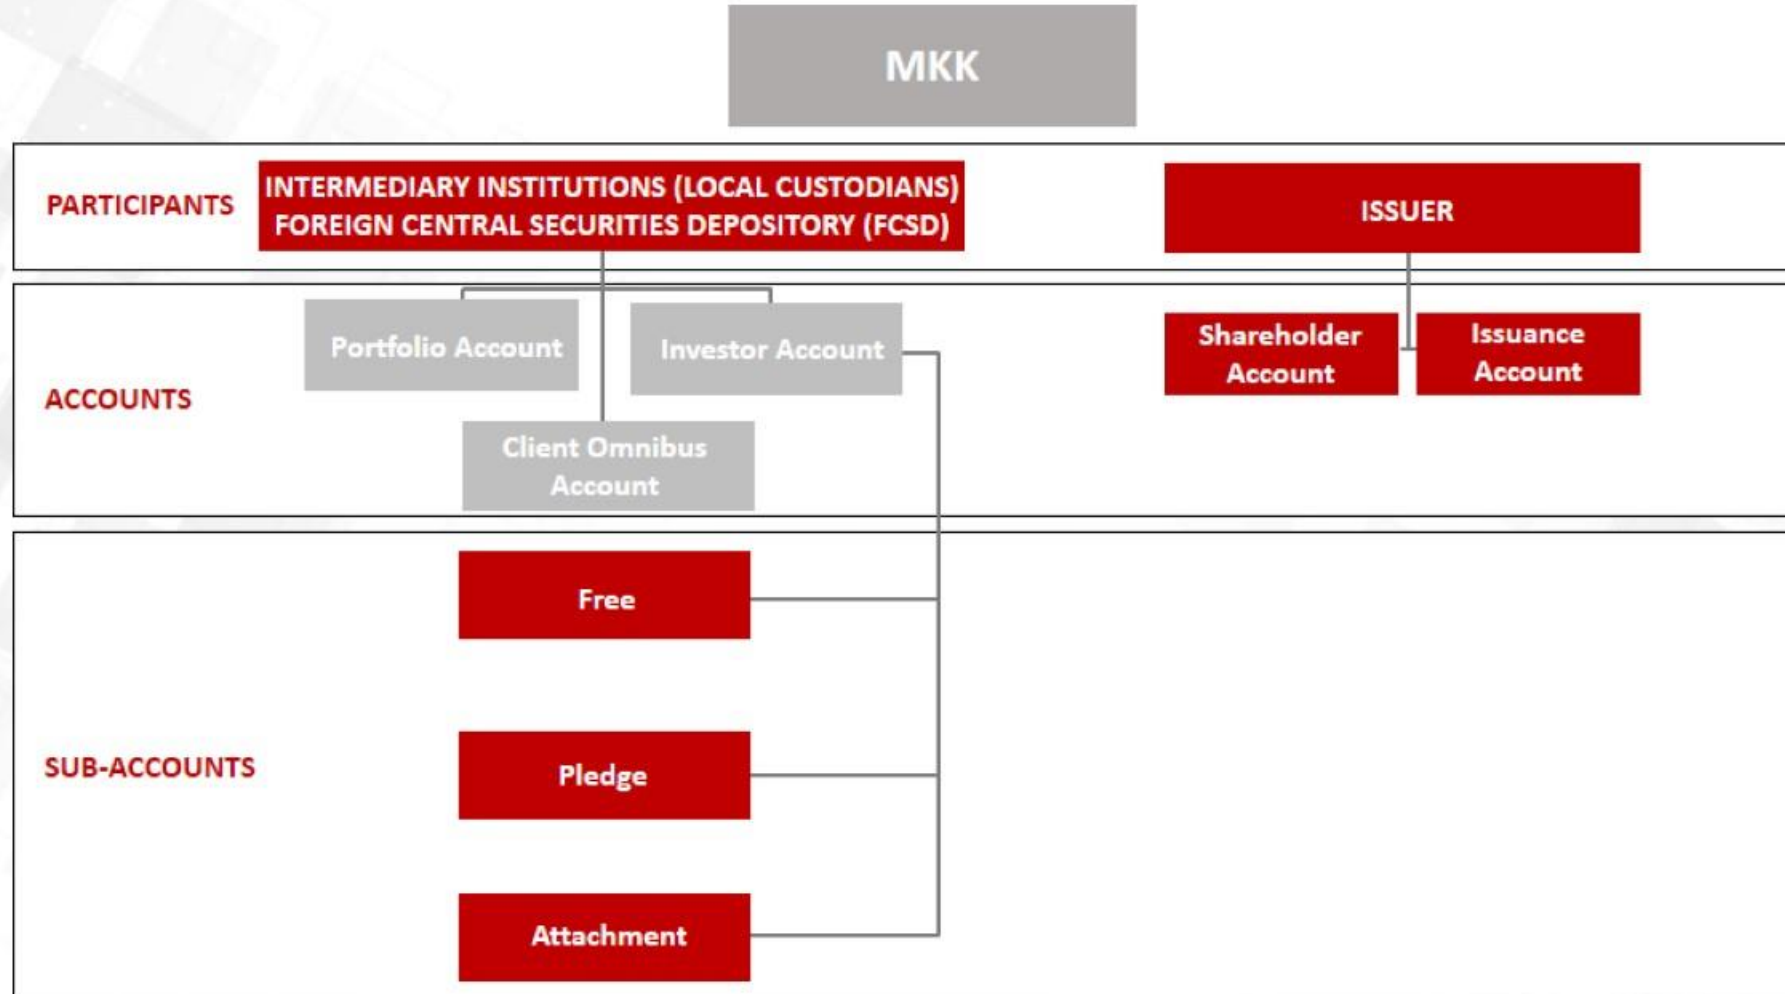 MKK
PARTICIPANTS
INTERMEDIARY INSTITUTIONS (LOCAL CUSTODIANS)
FOREIGN CENTRAL SECURITIES DEPOSITORY (FCSD)
ISSUER
ACCOUNTS
Portfolio Account
Investor Account
Client Omnibus
Account
Shareholder
Account
Issuance
Account
SUB-ACCOUNTS
Free
Pledge
Attachment